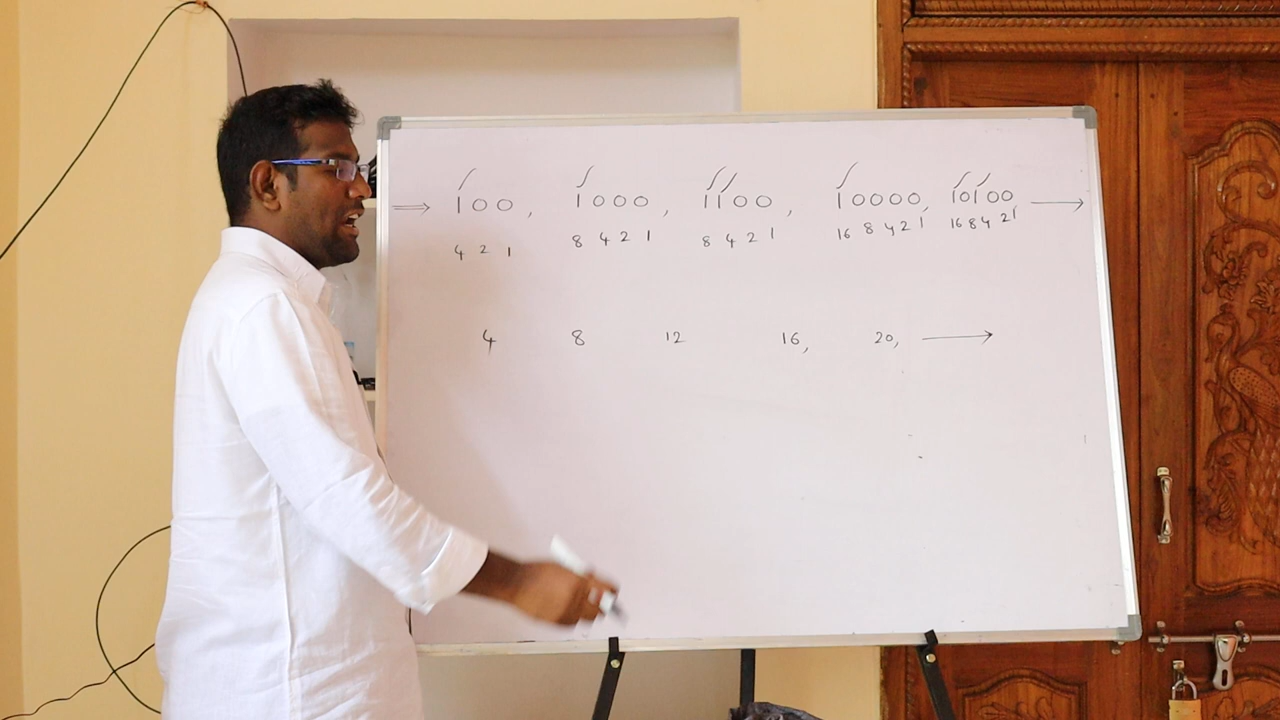 ⇒ 100, 1000, 1100, 10000, 10100 →
4 2 1 8 4 2 1 8 4 2 1 16 8 4 2 1 16 8 4 2 1
4 8 12 16, 20, →